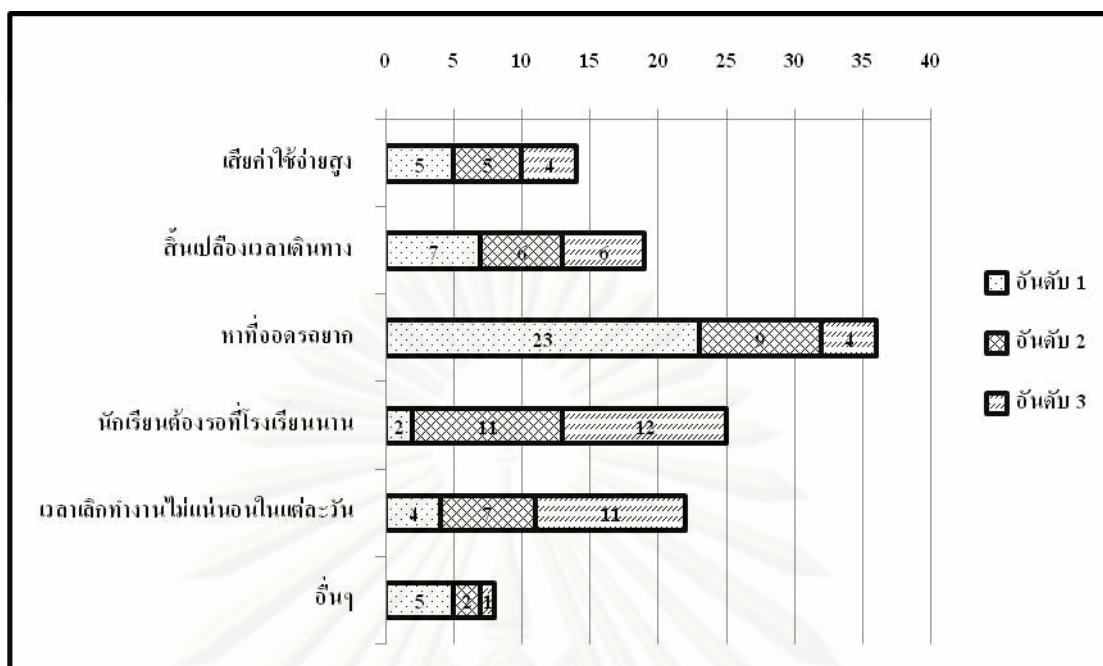 0 5 10 15 20 25 30 35 40
เสียค่าใช้จ่ายสูง
5 5 4
สิ้นเปลืองเวลาเดินทาง
7 6 6
หาที่จอดรถยาก
23 9 4
นักเรียนต้องรอที่โรงเรียนนาน
2 11 12
เวลาเลิกทำงานไม่แน่นอนในแต่ละวัน
4 7 11
อื่นๆ
5 2 1
อันดับ 1
อันดับ 2
อันดับ 3